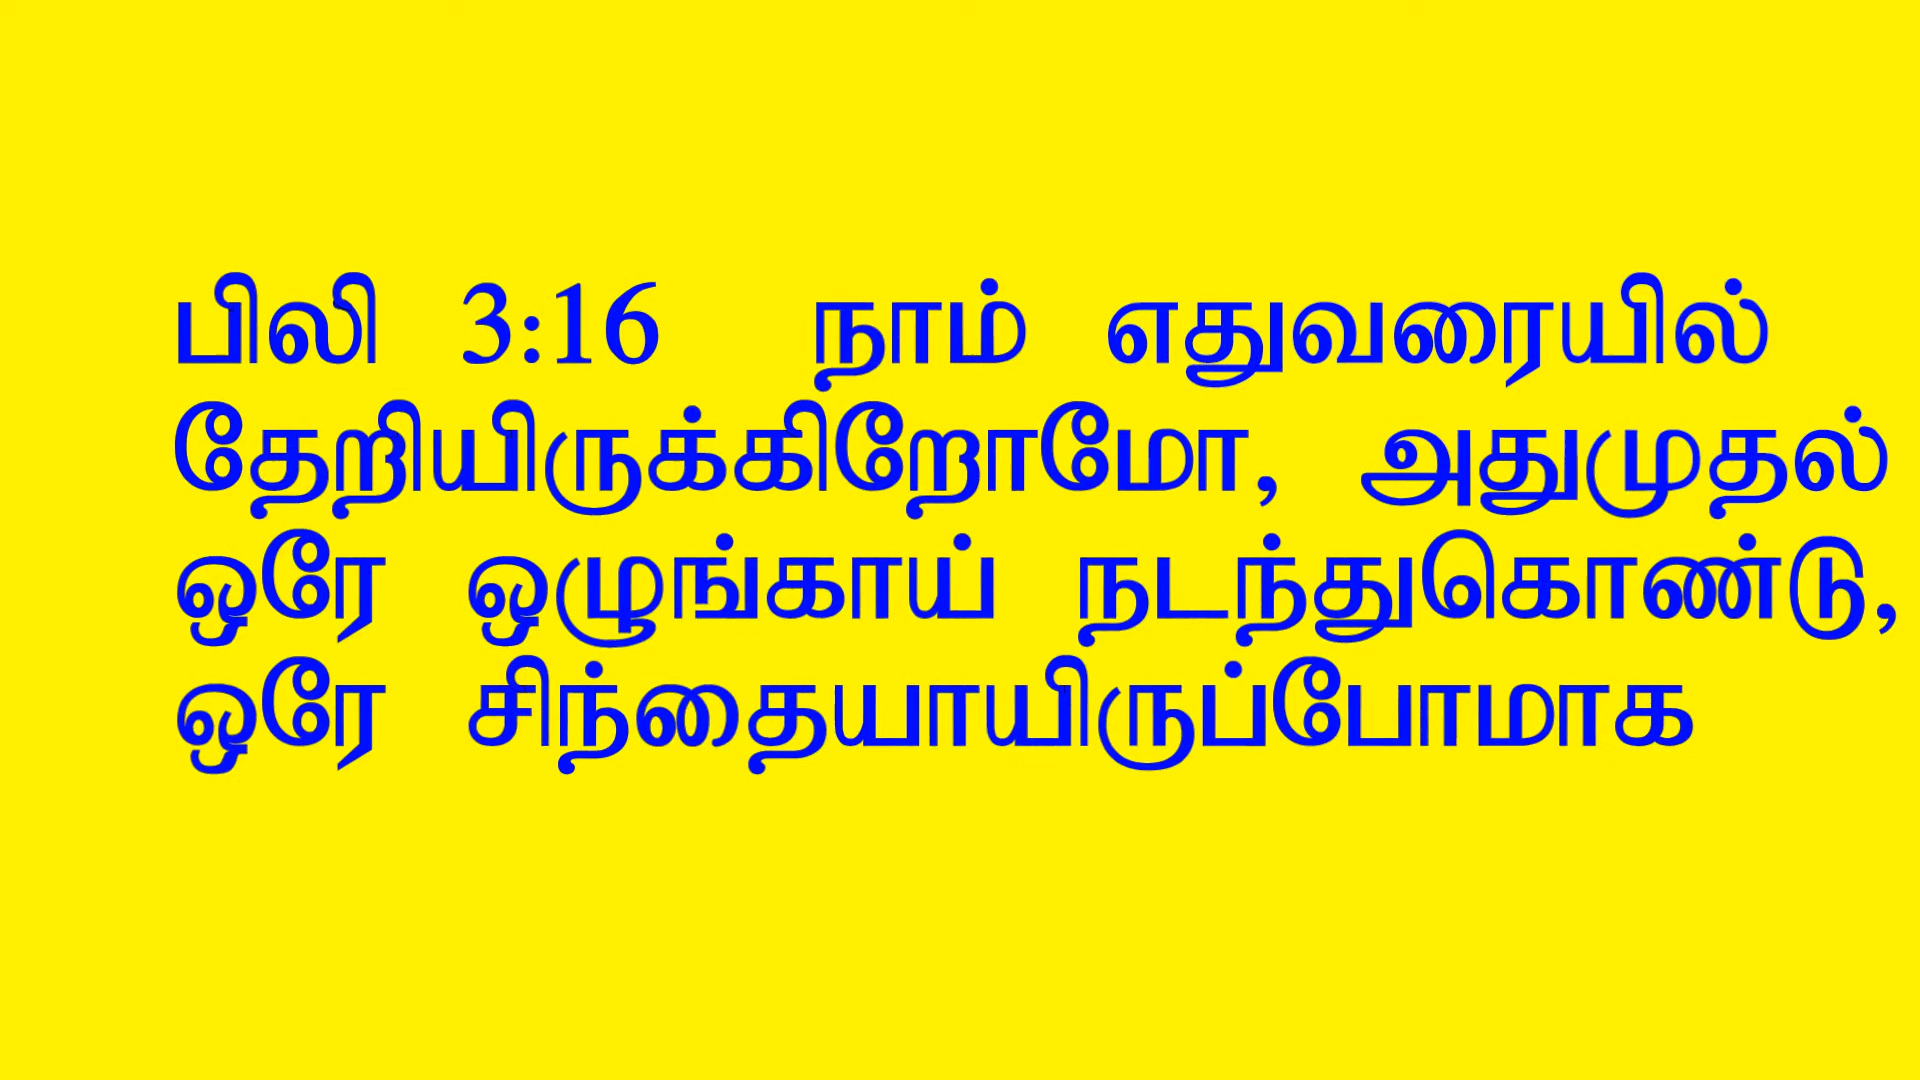 பிலி 3:16 நாம் எதுவரையில்
தேறியிருக்கிறோமோ, அதுமுதல்
ஒரே ஒழுங்காய் நடந்துகொண்டு,
ஒரே சிந்தையாயிருப்போமாக